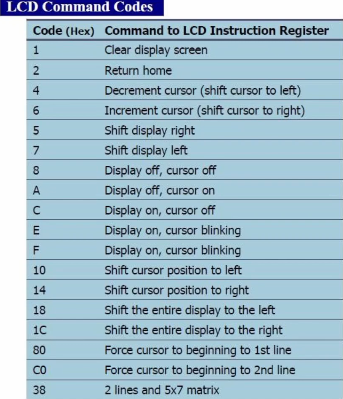 LCD Command Codes
Code (Hex) Command to LCD Instruction Register
1 Clear display screen
2 Return home
4 Decrement cursor (shift cursor to left)
6 Increment cursor (shift cursor to right)
5 Shift display right
7 Shift display left
8 Display off, cursor off
A Display off, cursor on
C Display on, cursor off
E Display on, cursor blinking
F Display on, cursor blinking
10 Shift cursor position to left
14 Shift cursor position to right
18 Shift the entire display to the left
1C Shift the entire display to the right
80 Force cursor to beginning to 1st line
C0 Force cursor to beginning to 2nd line
38 2 lines and 5x7 matrix